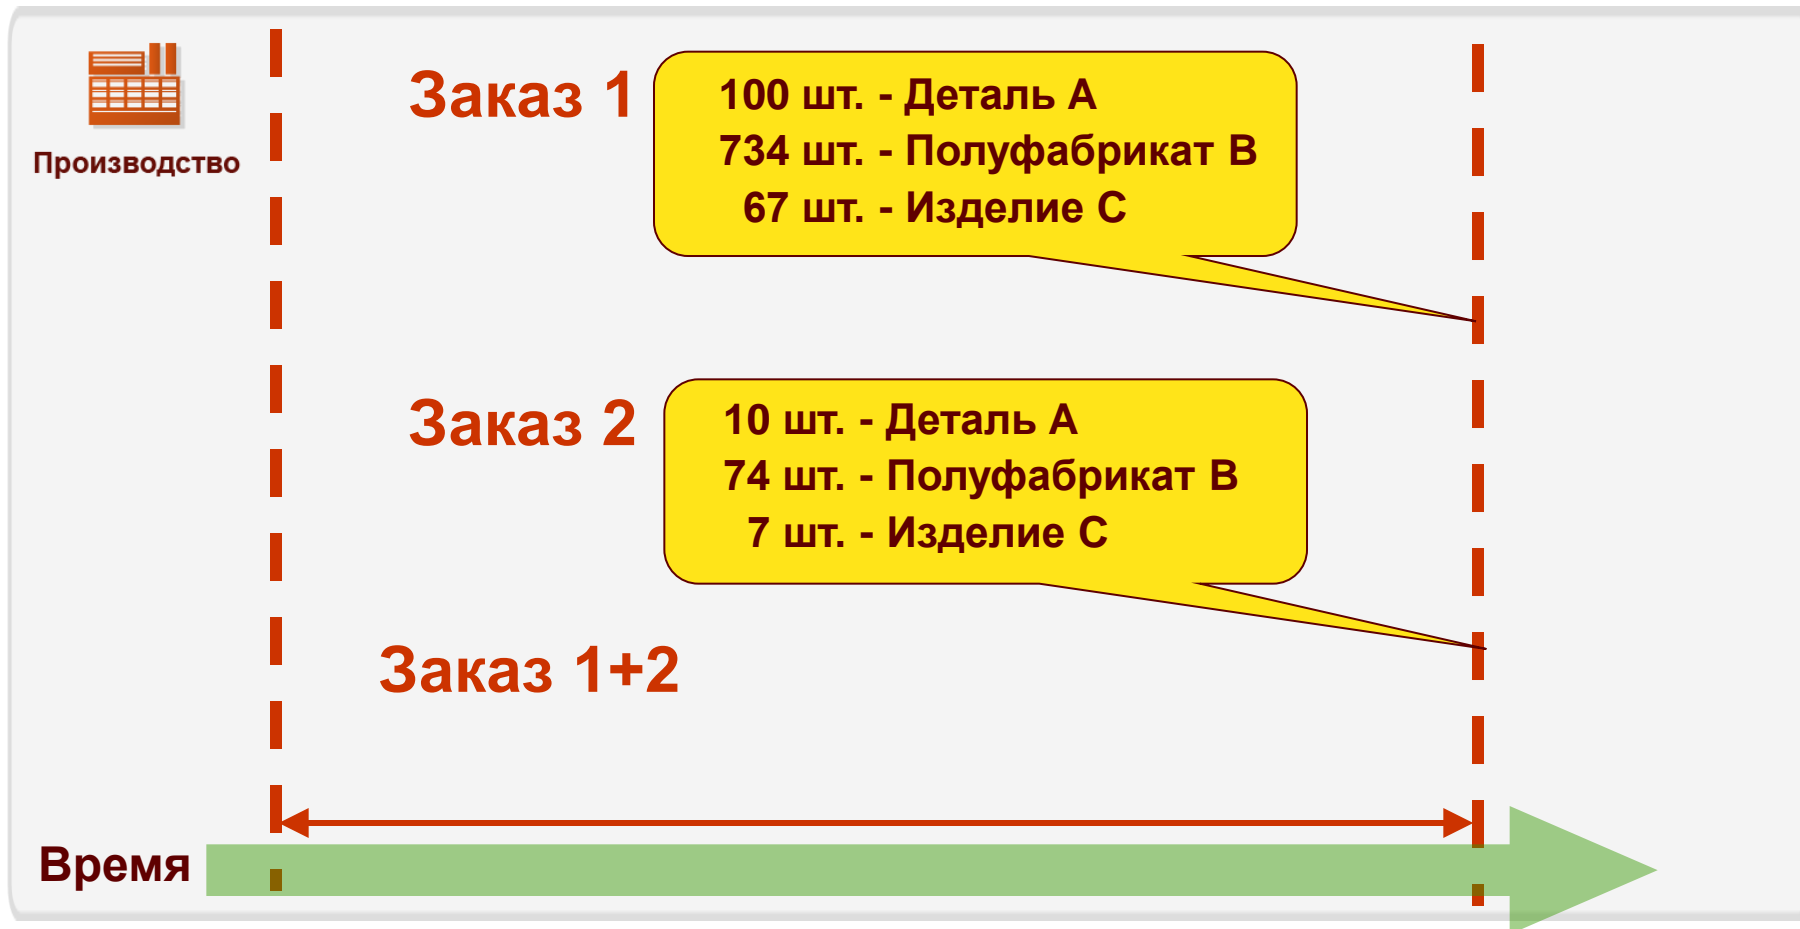 Производство
Заказ 1
100 шт. - Деталь А
734 шт. - Полуфабрикат В
67 шт. - Изделие С
Заказ 2
10 шт. - Деталь А
74 шт. - Полуфабрикат В
7 шт. - Изделие С
Заказ 1+2
Время